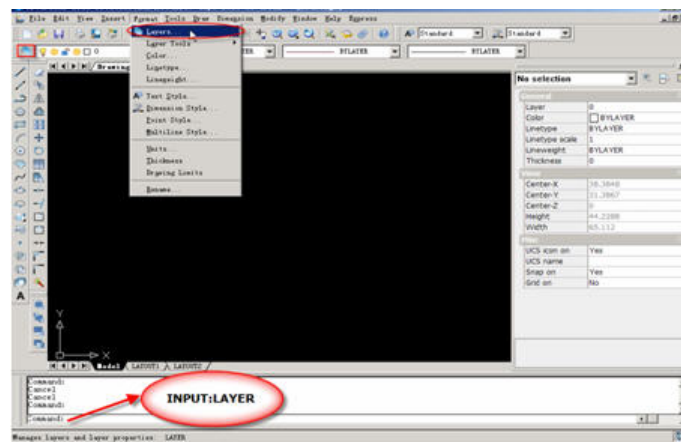 File Edit View Insert Format Tools Draw Dimension Modify Window Help Express
Standard Standard
0 BYLAYER BYLAYER
Layers...
Layer Tools
Color...
Linetype...
Lineweight...
Text Style...
Dimension Style...
Point Style...
Multiline Style...
Units...
Thickness
Drawing Limits
Rename...
Drawing
No selection
General
Layer 0
Color BYLAYER
Linetype BYLAYER
Linetype scale 1
Lineweight BYLAYER
Thickness 0
View
Center-X
Center-Y
Center-Z 0
Height
Width 65.112
Misc
UCS icon on Yes
UCS name
Snap on Yes
Grid on No
A
Y
X
Model LAYOUT1 LAYOUT2
Command:
Cancel
Cancel
Command:
Command:
INPUT:LAYER
Manages layers and layer properties: LAYER